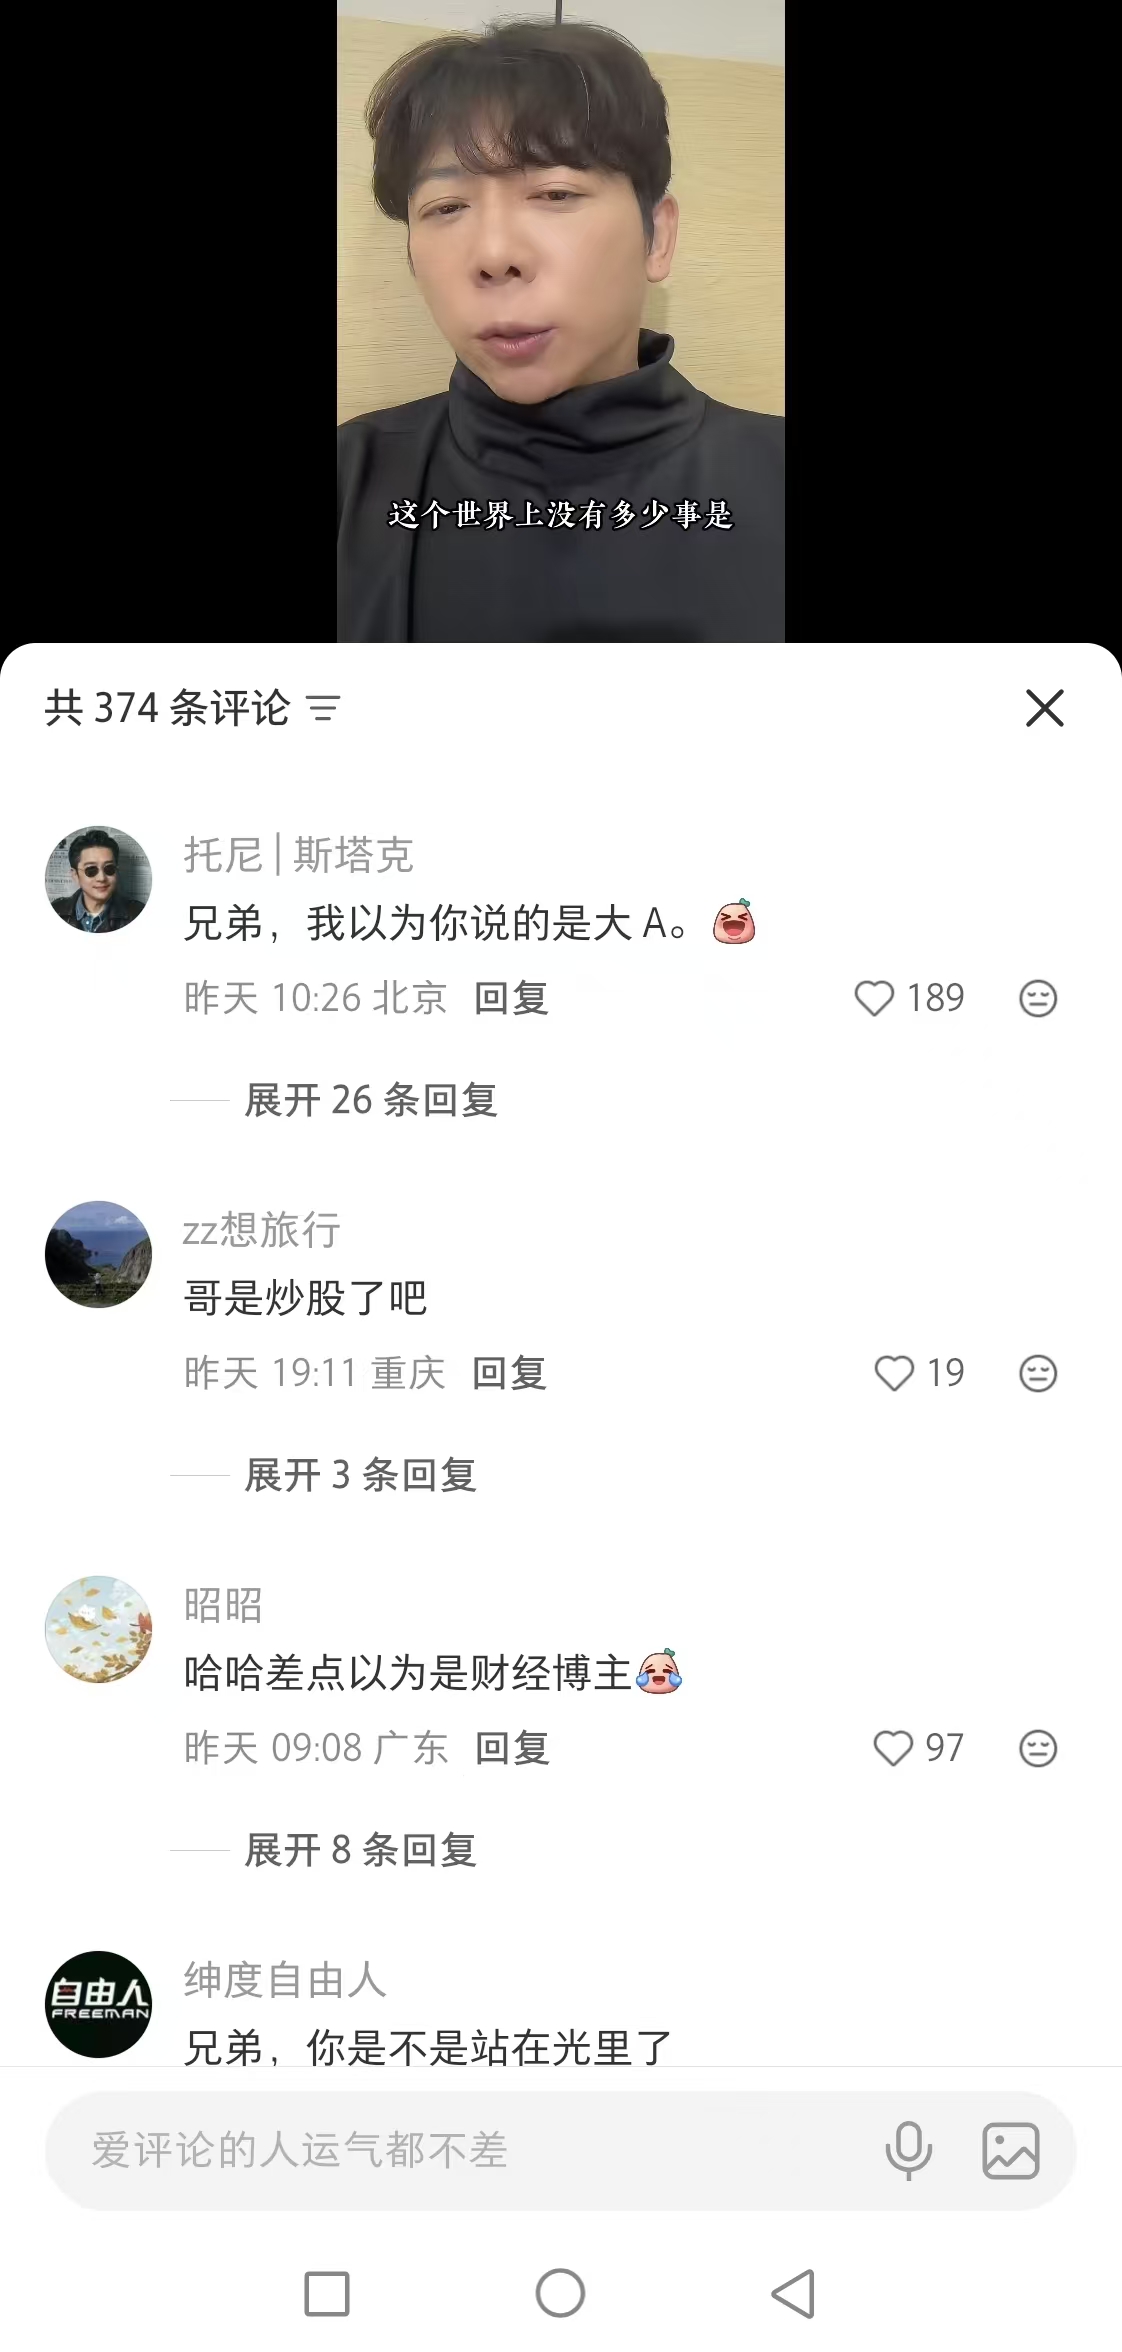 这个世界上没有多少事是
共 374 条评论
托尼|斯塔克
兄弟，我以为你说的是大 A。
昨天 10:26 北京 回复 189
展开 26 条回复
zz想旅行
哥是炒股了吧
昨天 19:11 重庆 回复 19
展开 3 条回复
昭昭
哈哈差点以为是财经博主
昨天 09:08 广东 回复 97
展开 8 条回复
自由人
FREEMAN
绅度自由人
兄弟，你是不是站在光里了
爱评论的人运气都不差